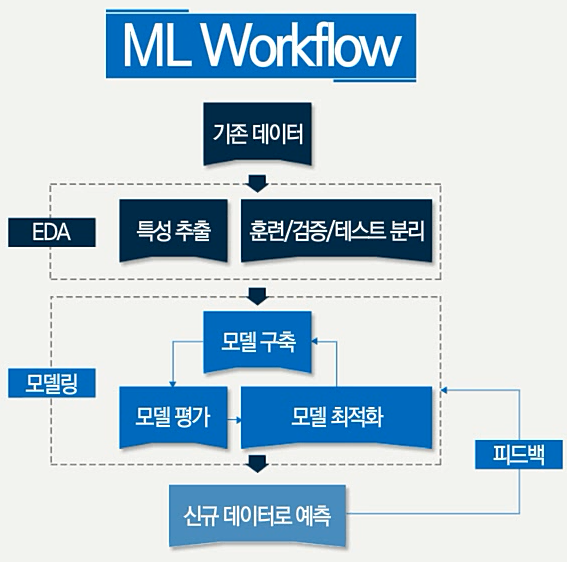 ML Workflow
기존 데이터
EDA
특성 추출
훈련/검증/테스트 분리
모델 구축
모델링
모델 평가
모델 최적화
피드백
신규 데이터로 예측